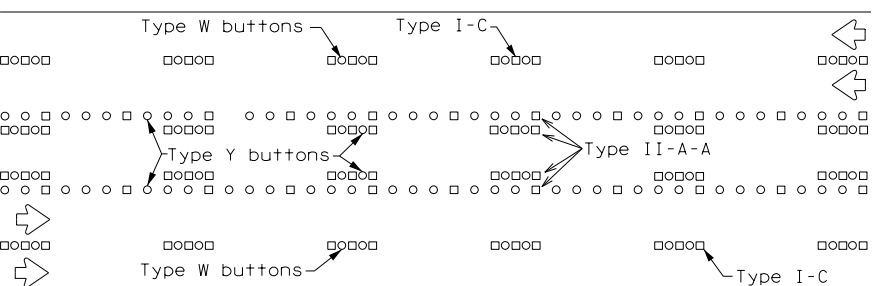 Type W buttons Type I-C
Type Y buttons Type II-A-A
Type W buttons
Type I-C